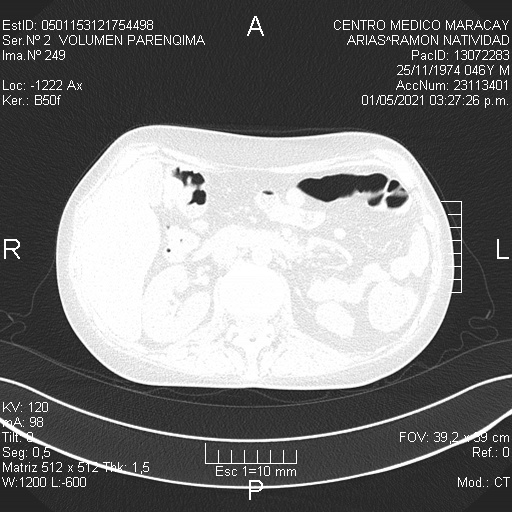 EstID: 0501153121754498
Ser.Nº 2 VOLUMEN PARENQIMA
Ima.Nº 249
Loc: -1222 Ax
Ker.: B50f
A
CENTRO MEDICO MARACAY
ARIAS^RAMON NATIVIDAD
PacID: 13072283
25/11/1974 046Y M
AccNum: 23113401
01/05/2021 03:27:26 p.m.
R
L
KV: 120
mA: 98
Tilt: 0
Seg: 0,5
Matriz 512 x 512 Thk: 1,5
W:1200 L:-600
Esc 1=10 mm
P
FOV: 39,2 x 39 cm
Ref.: 0
Mod.: CT